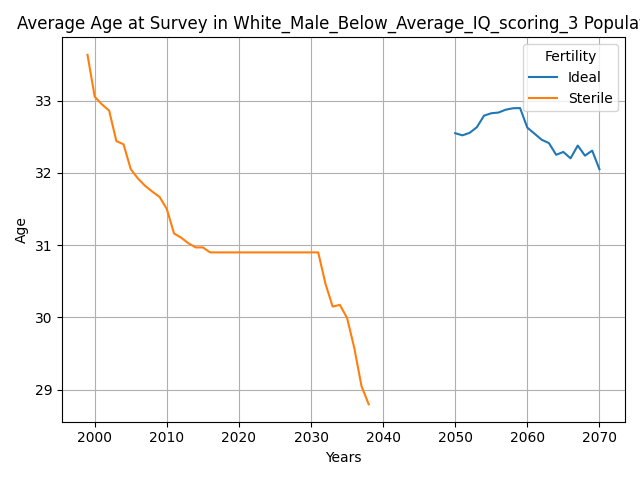 Average Age at Survey in White_Male_Below_Average_IQ_scoring_3 Popula
Fertility
Ideal
Sterile
33
32
31
30
29
Age
2000 2010 2020 2030 2040 2050 2060 2070
Years